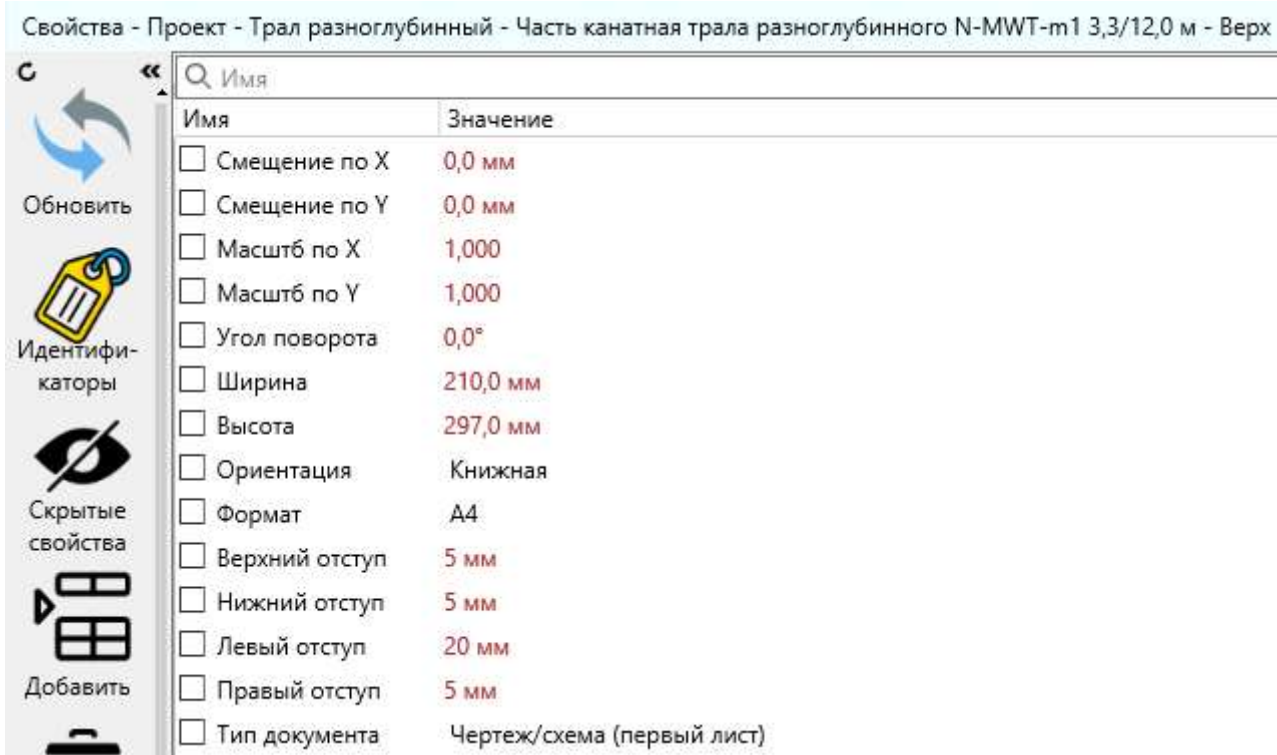 Свойства - Проект - Трал разноглубинный - Часть канатная трала разноглубинного N-MWT-m1 3,3/12,0 м - Верх
Имя
Имя Значение
Обновить
Идентифи-
каторы
Скрытые
свойства
Добавить
Смещение по X 0,0 мм
Смещение по Y 0,0 мм
Масштб по X 1,000
Масштб по Y 1,000
Угол поворота 0,0°
Ширина 210,0 мм
Высота 297,0 мм
Ориентация Книжная
Формат A4
Верхний отступ 5 мм
Нижний отступ 5 мм
Левый отступ 20 мм
Правый отступ 5 мм
Тип документа Чертеж/схема (первый лист)